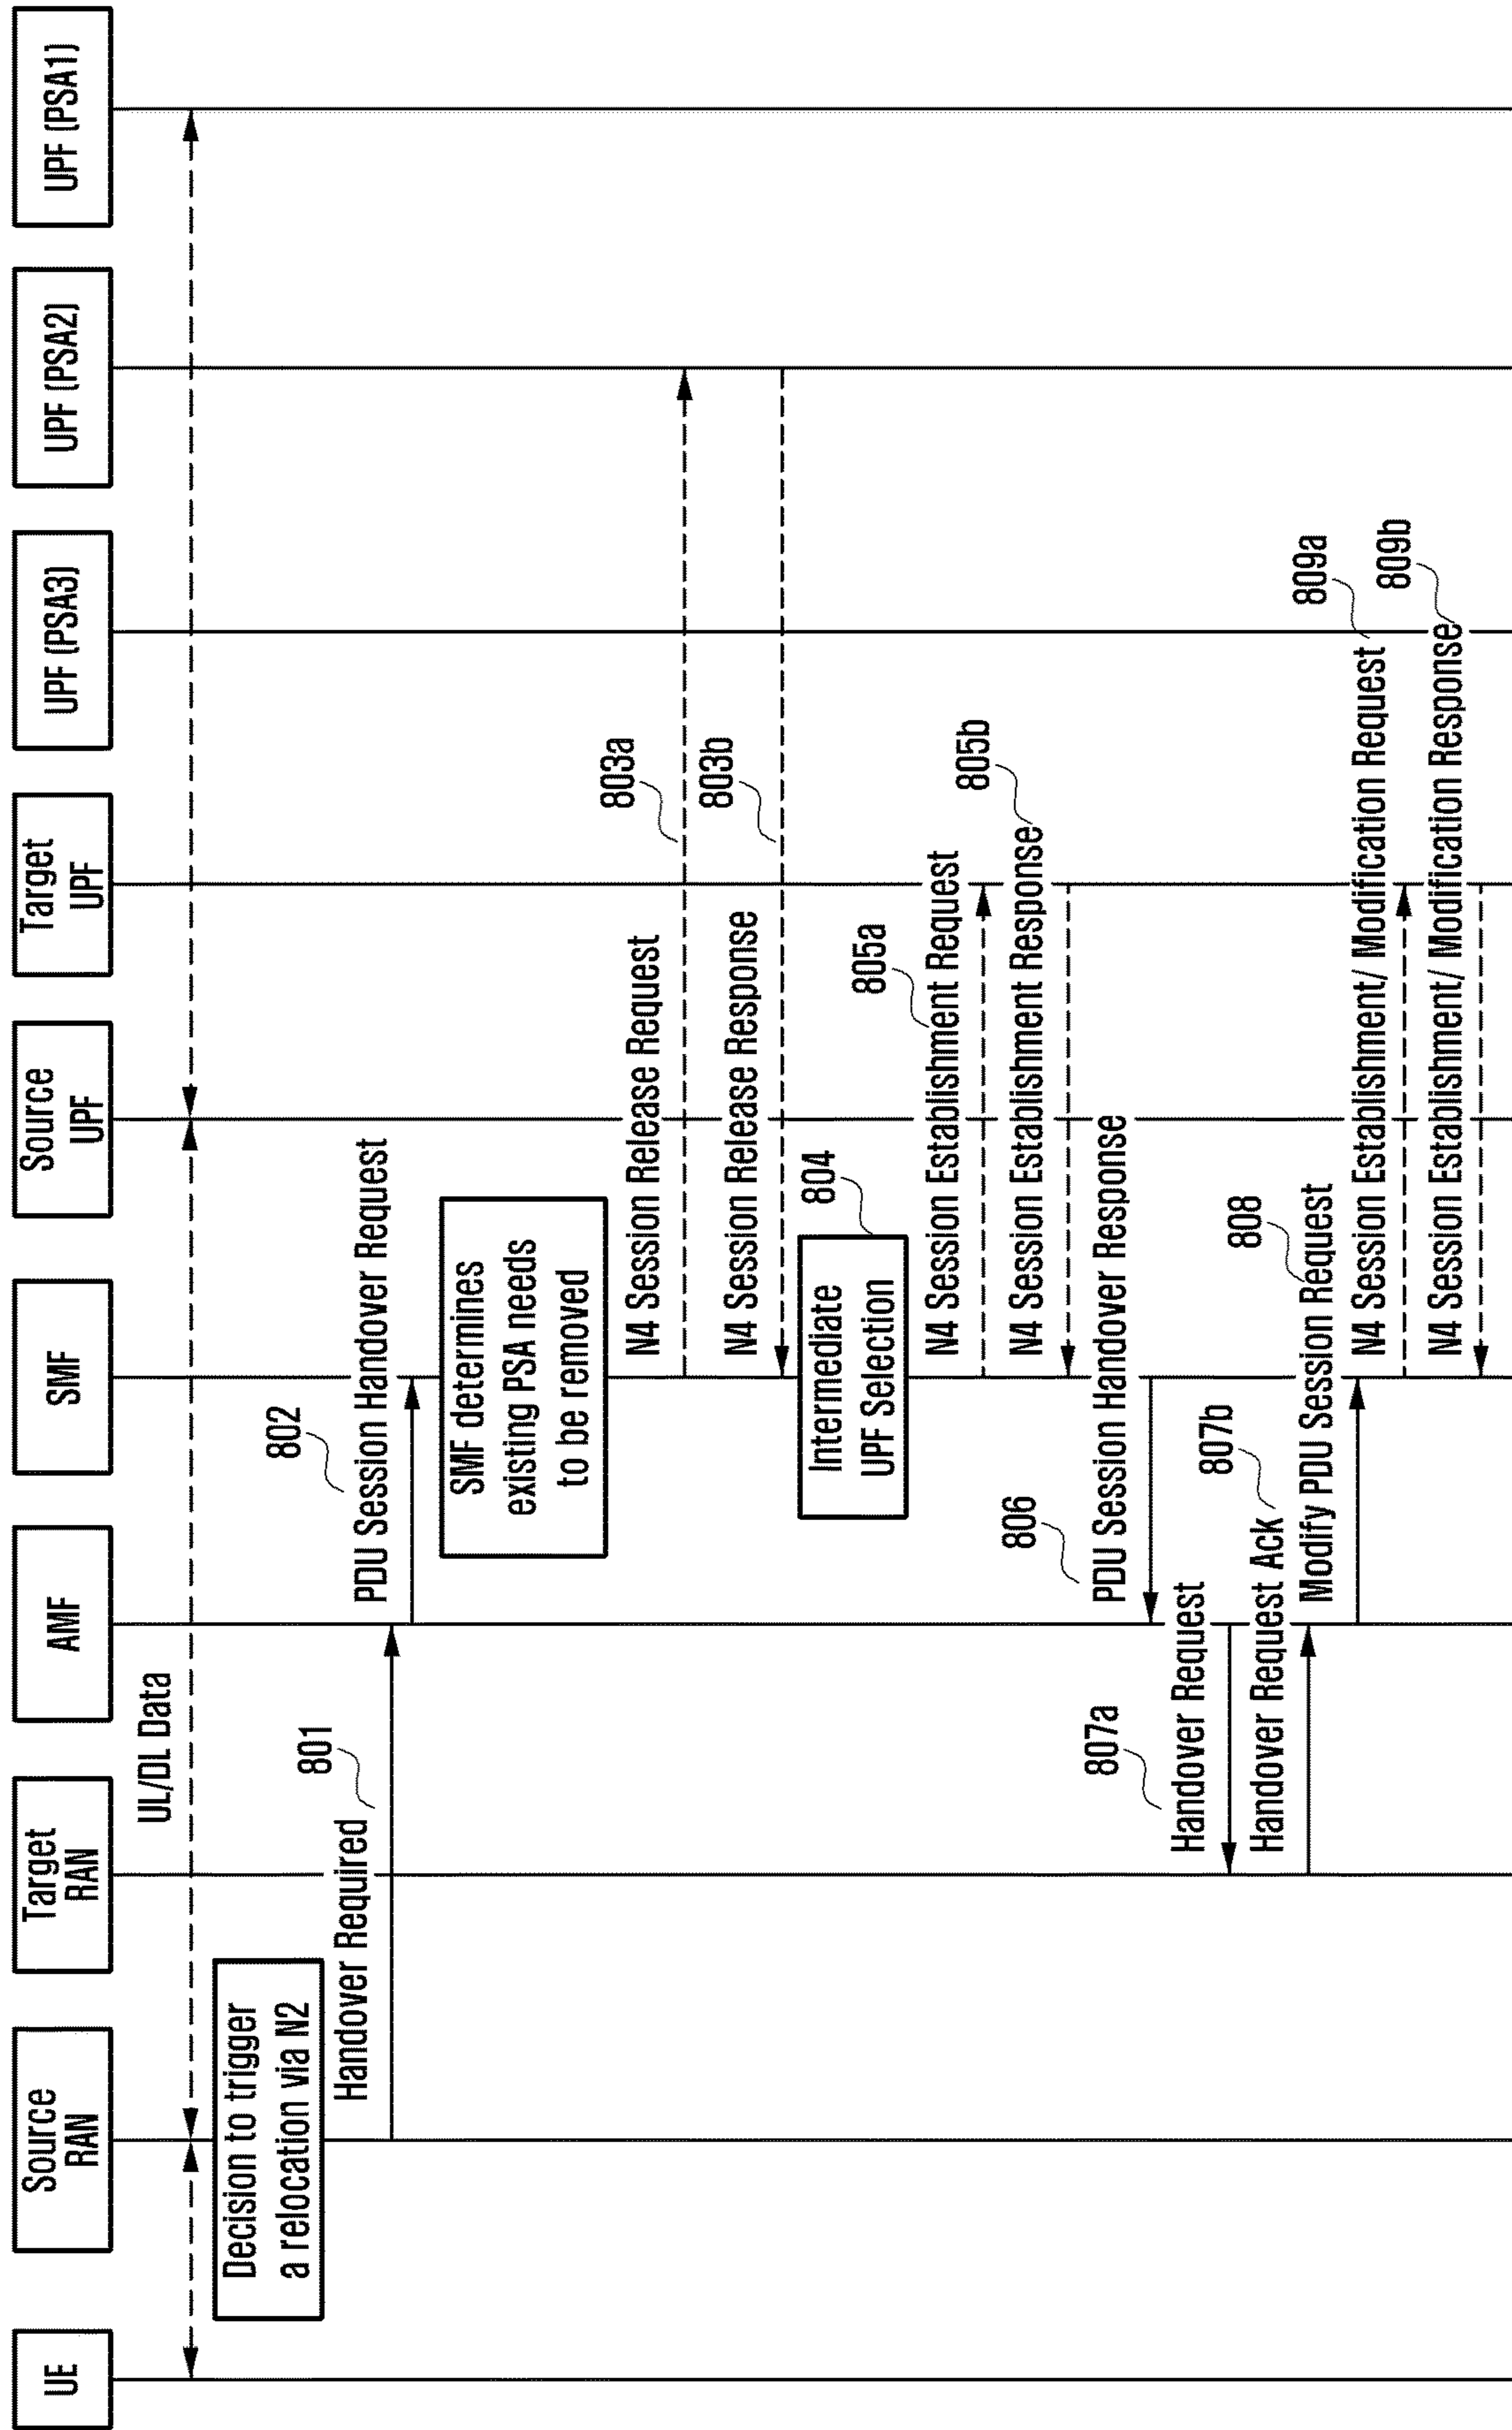 UE
Source
RAN
Target
RAN
AMF
SMF
Source
UPF
Target
UPF
UPF (PSA3)
UPF (PSA2)
UPF (PSA1)
UL/DL Data
Decision to trigger
a relocation via N2
801
Handover Required
802
PDU Session Handover Request
SMF determines
existing PSA needs
to be removed
803a
N4 Session Release Request
803b
N4 Session Release Response
804
Intermediate
UPF Selection
805a
N4 Session Establishment Request
805b
N4 Session Establishment Response
806
PDU Session Handover Response
807a
Handover Request
807b
Handover Request Ack
808
Modify PDU Session Request
809a
N4 Session Establishment/ Modification Request
809b
N4 Session Establishment/ Modification Response